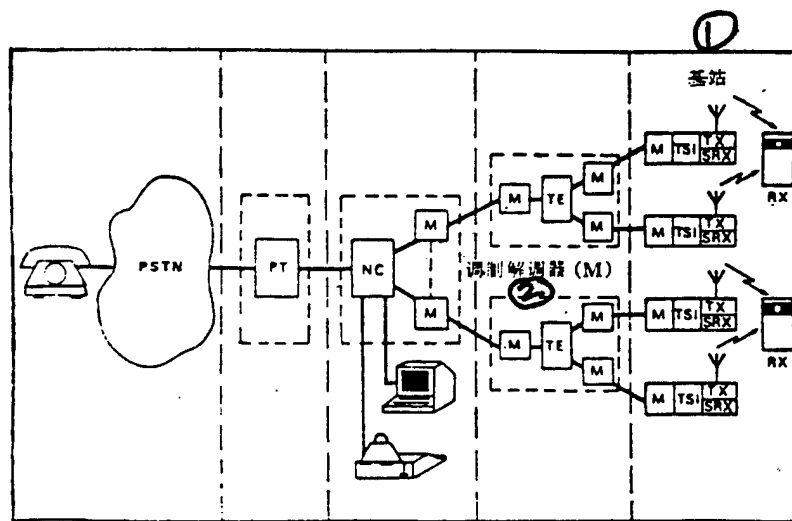 ①
基站
M TSI TX SRX
RX
M TE M
M
M TSI TX SRX
M
PSTN
PT
NC
调制解调器 (M)
②
M
M TE M
M
M TSI TX SRX
RX
M TSI TX SRX